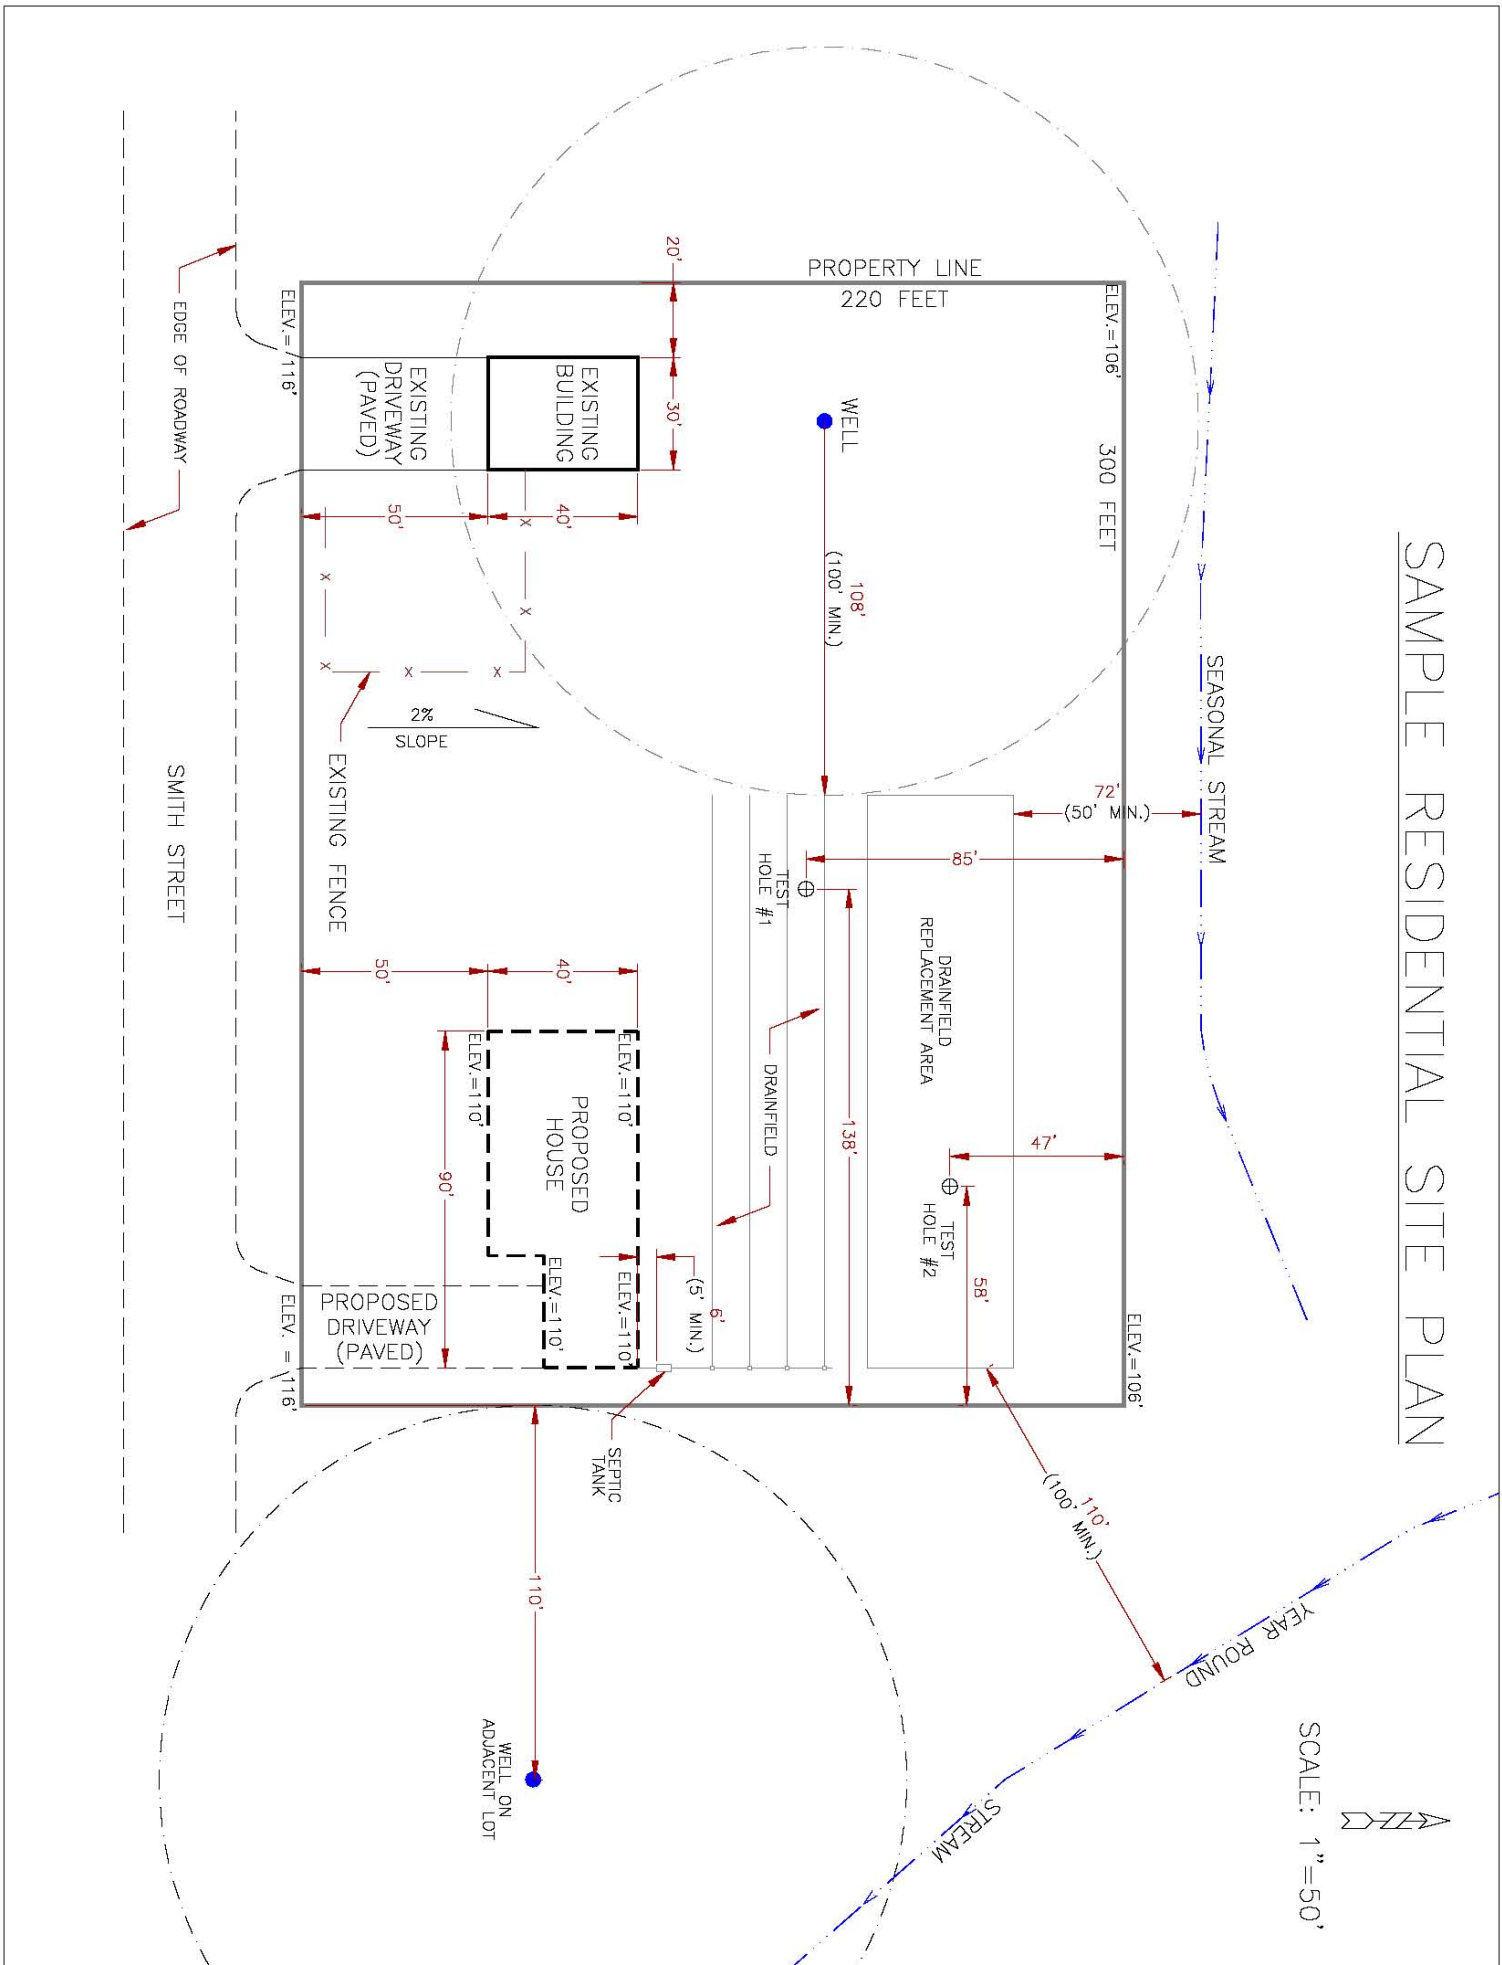 SAMPLE RESIDENTIAL SITE PLAN
SCALE: 1"=50'
N
SEASONAL STREAM
YEAR ROUND
STREAM
PROPERTY LINE
220 FEET
300 FEET
ELEV.=106'
ELEV.=106'
72'
(50' MIN.)
WELL
108'
(100' MIN.)
85'
47'
DRAINFIELD
REPLACEMENT AREA
TEST
HOLE #1
TEST
HOLE #2
138'
58'
110'
(100' MIN.)
DRAINFIELD
20'
30'
EXISTING
BUILDING
40'
50'
EXISTING
DRIVEWAY
(PAVED)
X
X
X
X
X
X
2%
SLOPE
EXISTING FENCE
40'
50'
ELEV.=110'
ELEV.=110'
PROPOSED
HOUSE
ELEV.=110'
ELEV.=110'
90'
6'
(5' MIN.)
SEPTIC
TANK
PROPOSED
DRIVEWAY
(PAVED)
110'
WELL ON
ADJACENT LOT
ELEV.= 116'
ELEV. = 116'
EDGE OF ROADWAY
SMITH STREET